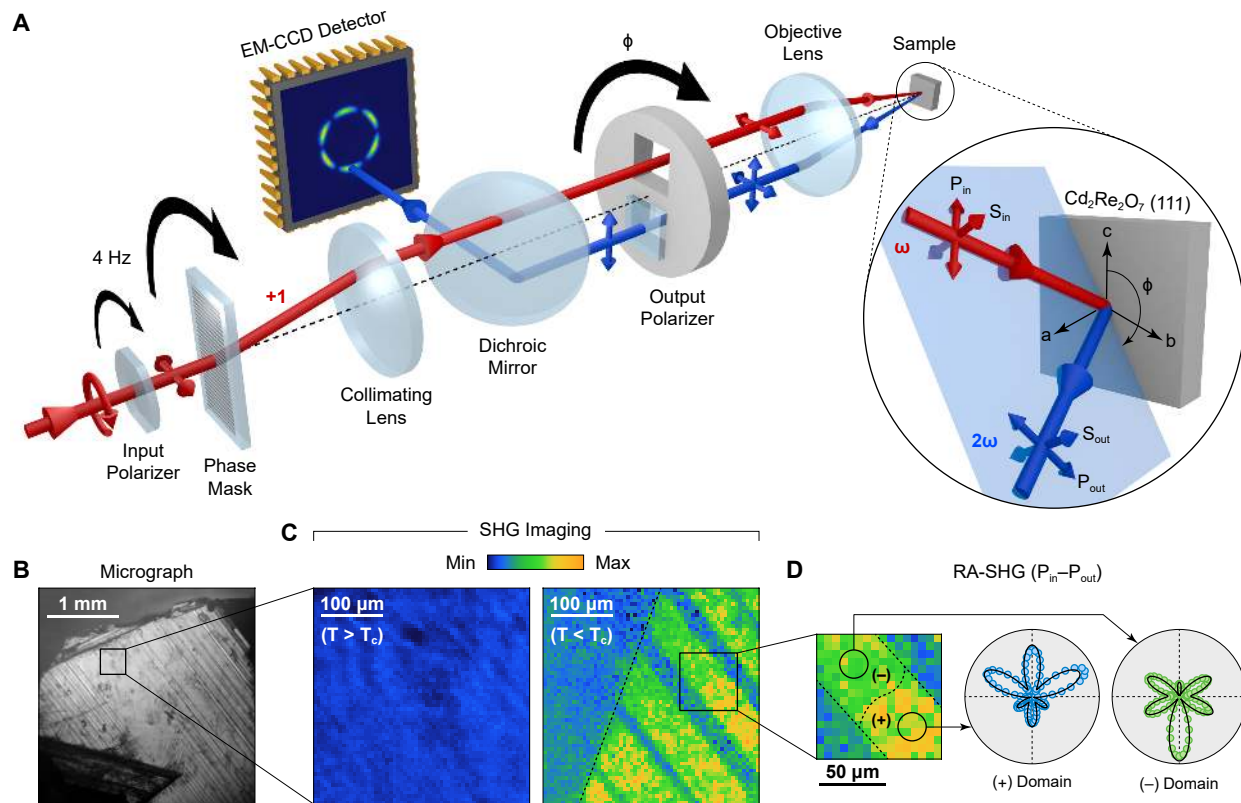 A
EM-CCD Detector
ϕ
Objective
Lens
Sample
4 Hz
+1
Input
Polarizer
Phase
Mask
Collimating
Lens
Dichroic
Mirror
Output
Polarizer
P_in
S_in
ω
Cd₂Re₂O₇ (111)
c
ϕ
a
b
2ω
S_out
P_out
B
Micrograph
1 mm
C
SHG Imaging
Min
Max
100 µm
(T > T_c)
100 µm
(T < T_c)
D
RA-SHG (P_in–P_out)
(–)
(+)
50 µm
(+) Domain
(–) Domain